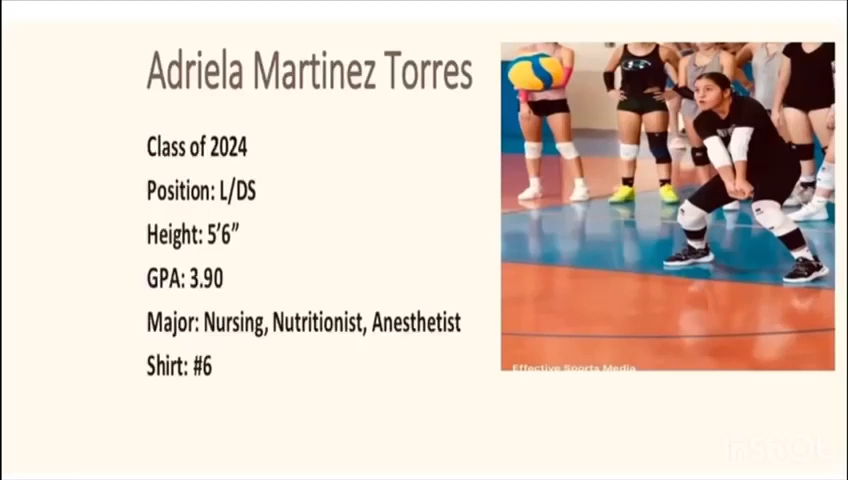 Adriela Martinez Torres
Class of 2024
Position: L/DS
Height: 5’6”
GPA: 3.90
Major: Nursing, Nutritionist, Anesthetist
Shirt: #6
Effective Sports Media
InShOt